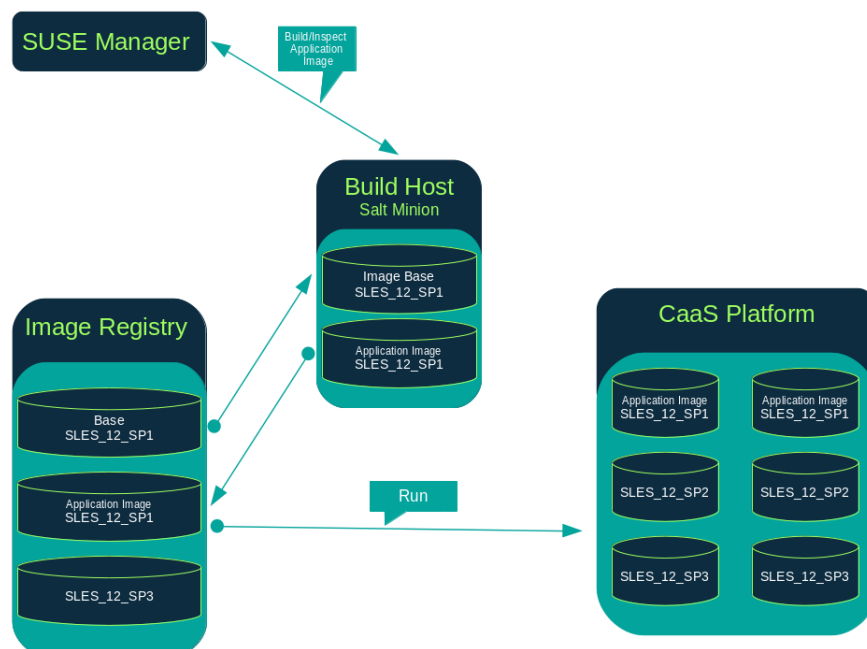 SUSE Manager
Build/Inspect
Application
Image
Build Host
Salt Minion
Image Base
SLES_12_SP1
Application Image
SLES_12_SP1
Image Registry
Base
SLES_12_SP1
Application Image
SLES_12_SP1
SLES_12_SP3
Run
CaaS Platform
Application Image
SLES_12_SP1
Application Image
SLES_12_SP1
SLES_12_SP2
SLES_12_SP2
SLES_12_SP3
SLES_12_SP3